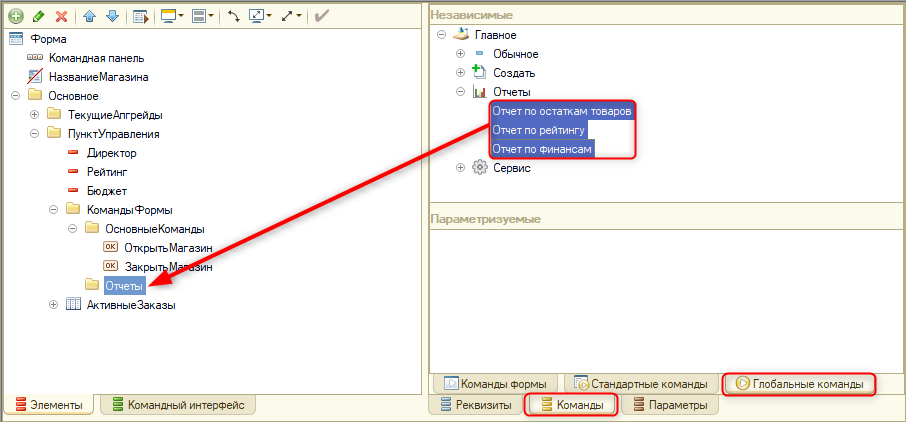 Форма
Командная панель
НазваниеМагазина
Основное
ТекущиеАпгрейды
ПунктУправления
Директор
Рейтинг
Бюджет
КомандыФормы
ОсновныеКоманды
OK ОткрытьМагазин
OK ЗакрытьМагазин
Отчеты
АктивныеЗаказы
Элементы
Командный интерфейс
Независимые
Главное
Обычное
Создать
Отчеты
Отчет по остаткам товаров
Отчет по рейтингу
Отчет по финансам
Сервис
Параметризуемые
Команды формы
Стандартные команды
Глобальные команды
Реквизиты
Команды
Параметры